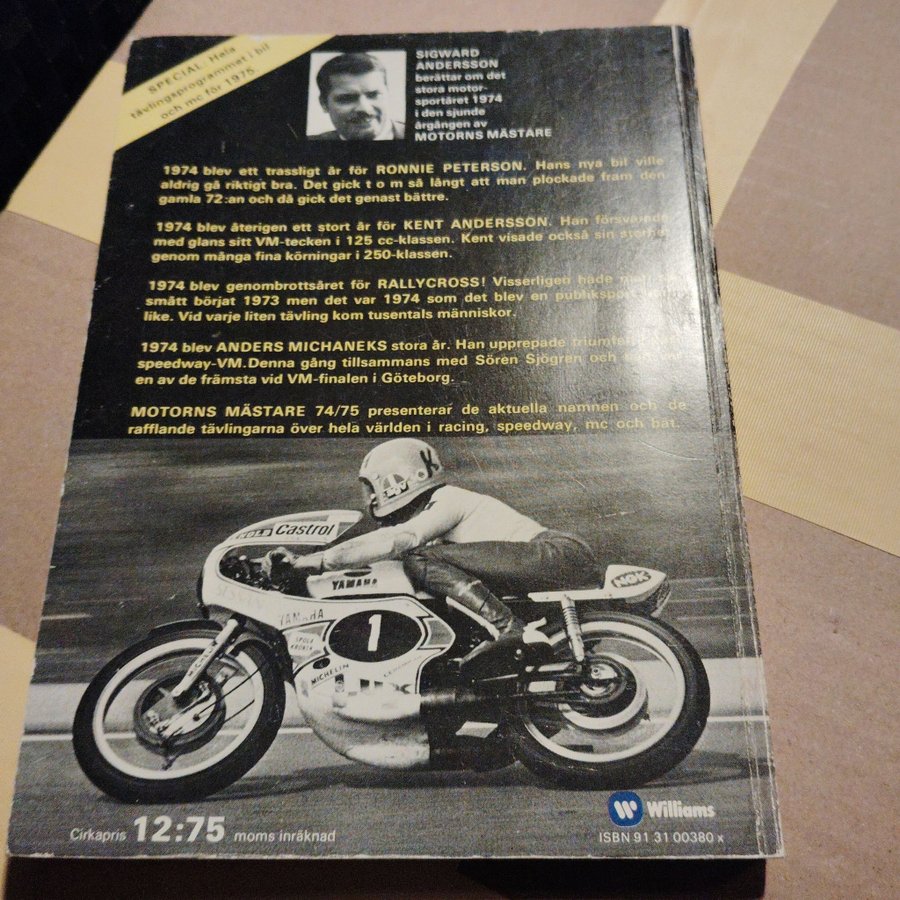 SPECIAL: Hela
tävlingsprogrammet i bil
och mc för 1975
SIGWARD
ANDERSSON
berättar om det
stora motor-
sportåret 1974
i den sjunde
årgången av
MOTORNS MÄSTARE
1974 blev ett trassligt år för RONNIE PETERSON. Hans nya bil ville
aldrig gå riktigt bra. Det gick t o m så långt att man plockade fram den
gamla 72:an och då gick det genast bättre.
1974 blev återigen ett stort år för KENT ANDERSSON. Han försvarade
med glans sitt VM-tecken i 125 cc-klassen. Kent visade också sin
genom många fina körningar i 250-klassen.
1974 blev genombrottsåret för RALLYCROSS! Visserligen hade
smått börjat 1973 men det var 1974 som det blev en publiksport
like. Vid varje liten tävling kom tusentals människor.
1974 blev ANDERS MICHANEKS stora år. Han upprepade
speedway-VM. Denna gång tillsammans med Sören Sjögren och
en av de främsta vid VM-finalen i Göteborg.
MOTORNS MÄSTARE 74/75 presenterar de aktuella namnen och de
rafflande tävlingarna över hela världen i racing, speedway, mc och båt.
K
GOLD Castrol
YAMAHA
NGK
YAMAHA
1
MICHELIN
Cirkapris 12:75 moms inräknad
Williams
ISBN 91 31 00380 x